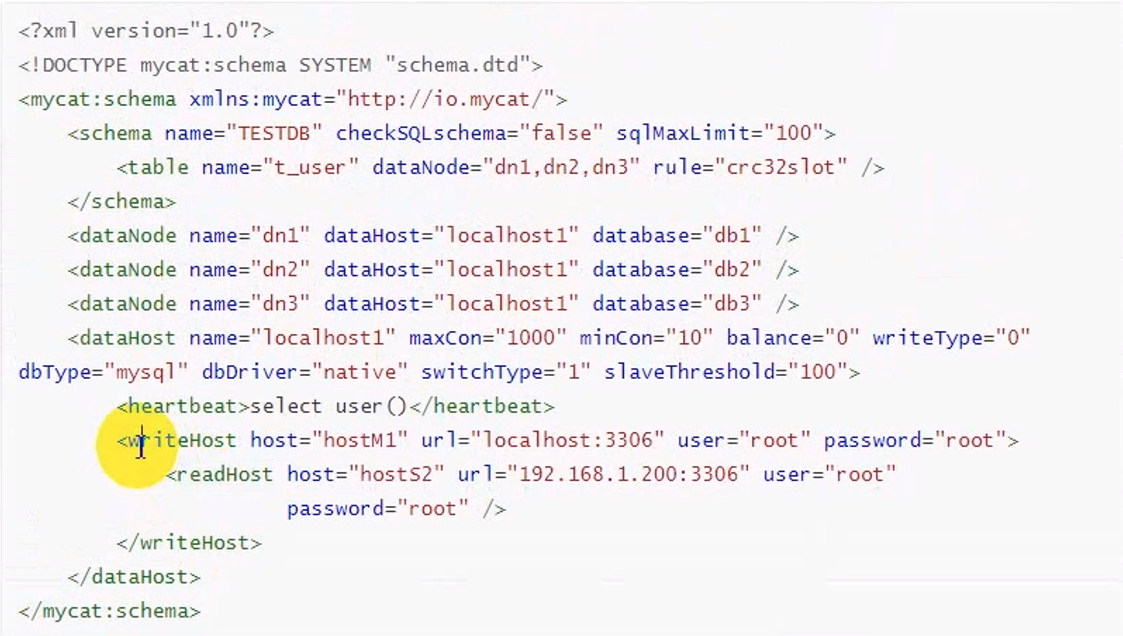 <?xml version="1.0"?>
<!DOCTYPE mycat:schema SYSTEM "schema.dtd">
<mycat:schema xmlns:mycat="http://io.mycat/">
    <schema name="TESTDB" checkSQLschema="false" sqlMaxLimit="100">
        <table name="t_user" dataNode="dn1,dn2,dn3" rule="crc32slot" />
    </schema>
    <dataNode name="dn1" dataHost="localhost1" database="db1" />
    <dataNode name="dn2" dataHost="localhost1" database="db2" />
    <dataNode name="dn3" dataHost="localhost1" database="db3" />
    <dataHost name="localhost1" maxCon="1000" minCon="10" balance="0" writeType="0"
dbType="mysql" dbDriver="native" switchType="1" slaveThreshold="100">
        <heartbeat>select user()</heartbeat>
        <writeHost host="hostM1" url="localhost:3306" user="root" password="root">
            <readHost host="hostS2" url="192.168.1.200:3306" user="root"
                      password="root" />
        </writeHost>
    </dataHost>
</mycat:schema>